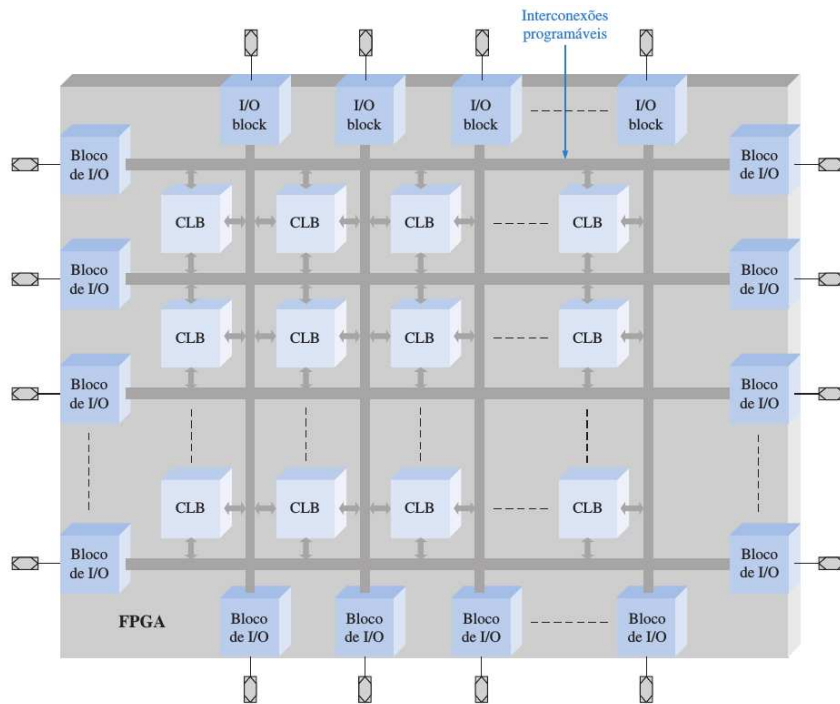 Interconexões
programáveis
I/O
block
I/O
block
I/O
block
I/O
block
Bloco
de I/O
Bloco
de I/O
CLB
CLB
CLB
CLB
Bloco
de I/O
Bloco
de I/O
CLB
CLB
CLB
CLB
Bloco
de I/O
Bloco
de I/O
CLB
CLB
CLB
CLB
Bloco
de I/O
Bloco
de I/O
FPGA
Bloco
de I/O
Bloco
de I/O
Bloco
de I/O
Bloco
de I/O